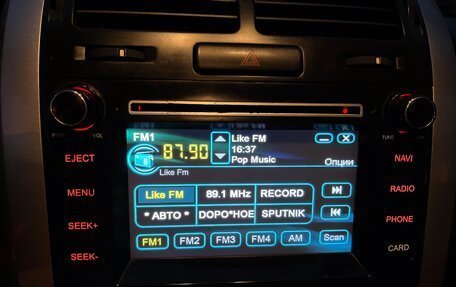 PWR
VOL
TUNE
EJECT
MENU
SEEK+
SEEK-
NAVI
RADIO
PHONE
CARD
FM1
87.90
Like FM
16:37
Pop Music
Опции
Like Fm
Like FM 89.1 MHz RECORD
* АВТО * DOPO*HOE SPUTNIK
FM1 FM2 FM3 FM4 AM Scan